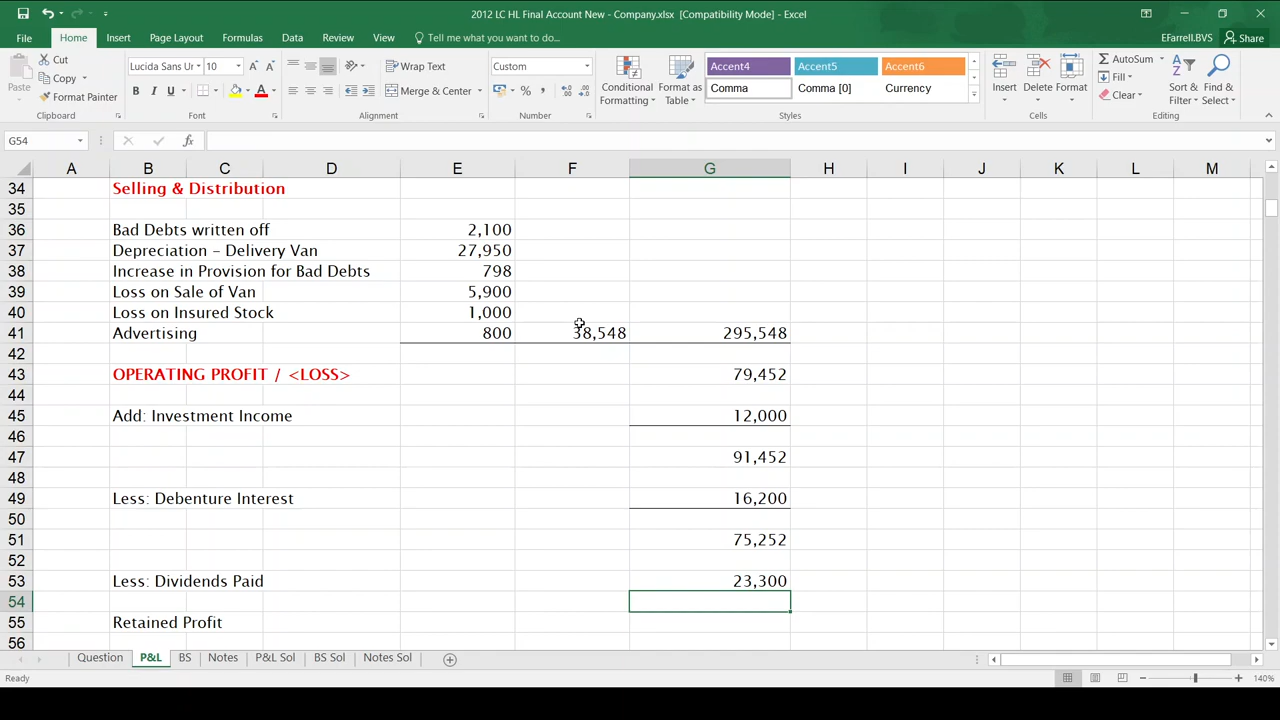 2012 LC HL Final Account New - Company.xlsx [Compatibility Mode] - Excel
File Home Insert Page Layout Formulas Data Review View Tell me what you want to do... EFarrell.BVS Share
Paste Cut Copy Format Painter Clipboard
Lucida Sans Ur 10 A A B I U A Font
Wrap Text Merge & Center Alignment
Custom % , Number
Conditional Formatting Format as Table
Accent4 Accent5 Accent6
Comma Comma [0] Currency
Styles
Insert Delete Format Cells
AutoSum Fill Clear Sort & Filter Find & Select Editing
G54 fx
A B C D E F G H I J K L M
34 Selling & Distribution
35
36 Bad Debts written off 2,100
37 Depreciation - Delivery Van 27,950
38 Increase in Provision for Bad Debts 798
39 Loss on Sale of Van 5,900
40 Loss on Insured Stock 1,000
41 Advertising 800 38,548 295,548
42
43 OPERATING PROFIT / <LOSS> 79,452
44
45 Add: Investment Income 12,000
46
47 91,452
48
49 Less: Debenture Interest 16,200
50
51 75,252
52
53 Less: Dividends Paid 23,300
54
55 Retained Profit
56
Question P&L BS Notes P&L Sol BS Sol Notes Sol
140%